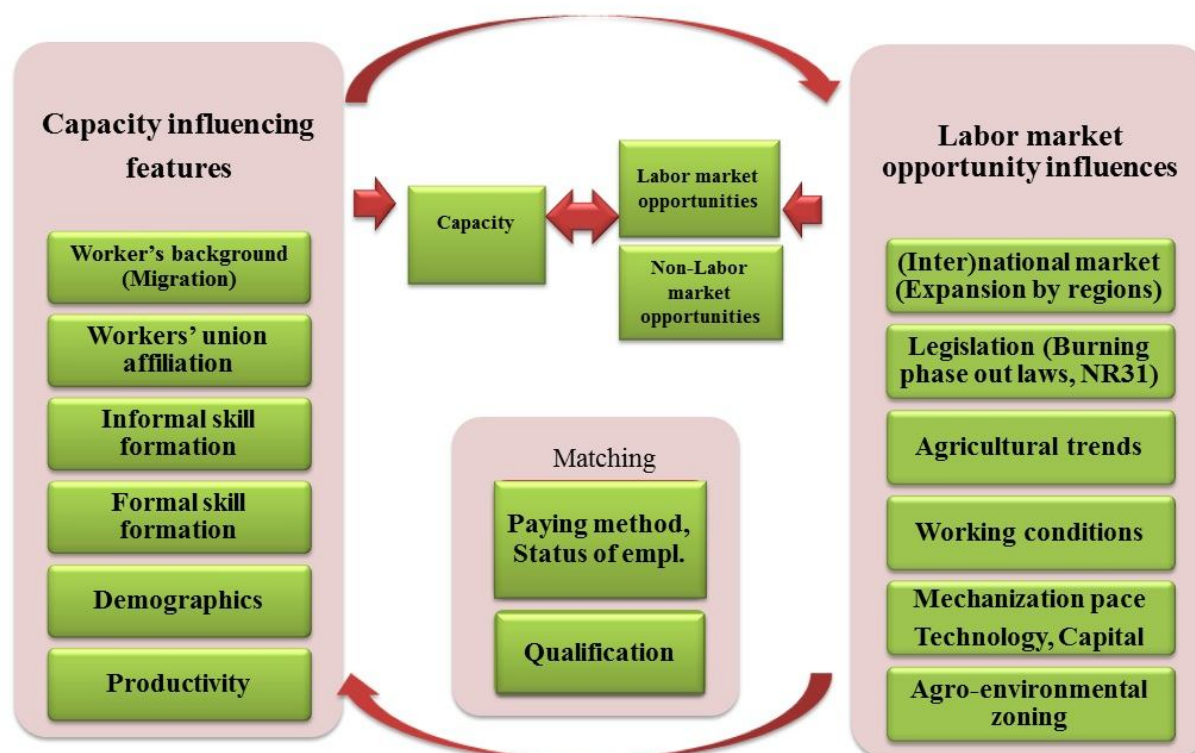 Capacity influencing
features
Worker's background
(Migration)
Workers' union
affiliation
Informal skill
formation
Formal skill
formation
Demographics
Productivity
Capacity
Labor market
opportunities
Non-Labor
market
opportunities
Matching
Paying method,
Status of empl.
Qualification
Labor market
opportunity influences
(Inter)national market
(Expansion by regions)
Legislation (Burning
phase out laws, NR31)
Agricultural trends
Working conditions
Mechanization pace
Technology, Capital
Agro-environmental
zoning